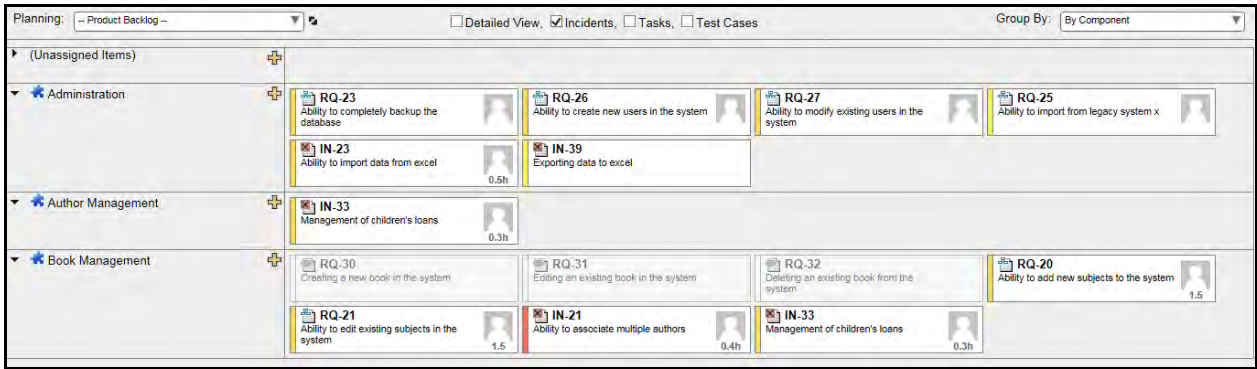 Planning: -- Product Backlog -- Detailed View, Incidents, Tasks, Test Cases Group By: By Component
(Unassigned Items)
Administration
RQ-23
Ability to completely backup the
database
RQ-26
Ability to create new users in the system
RQ-27
Ability to modify existing users in the
system
RQ-25
Ability to import from legacy system x
IN-23
Ability to import data from excel
0.5h
IN-39
Exporting data to excel
Author Management
IN-33
Management of children's loans
0.3h
Book Management
RQ-30
Creating a new book in the system
RQ-31
Editing an existing book in the system
RQ-32
Deleting an existing book from the
system
RQ-20
Ability to add new subjects to the system
1.5
RQ-21
Ability to edit existing subjects in the
system
1.5
IN-21
Ability to associate multiple authors
0.4h
IN-33
Management of children's loans
0.3h